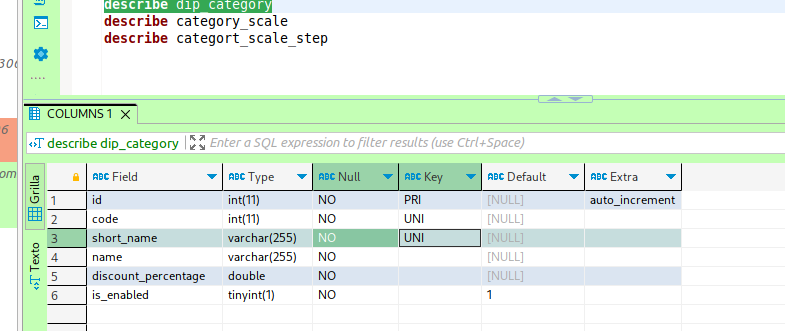 describe dip_category
describe category_scale
describe categort_scale_step
COLUMNS 1
describe dip_category Enter a SQL expression to filter results (use Ctrl+Space)
Grilla
Texto
Field Type Null Key Default Extra
1 id int(11) NO PRI [NULL] auto_increment
2 code int(11) NO UNI [NULL]
3 short_name varchar(255) NO UNI [NULL]
4 name varchar(255) NO [NULL]
5 discount_percentage double NO [NULL]
6 is_enabled tinyint(1) NO 1